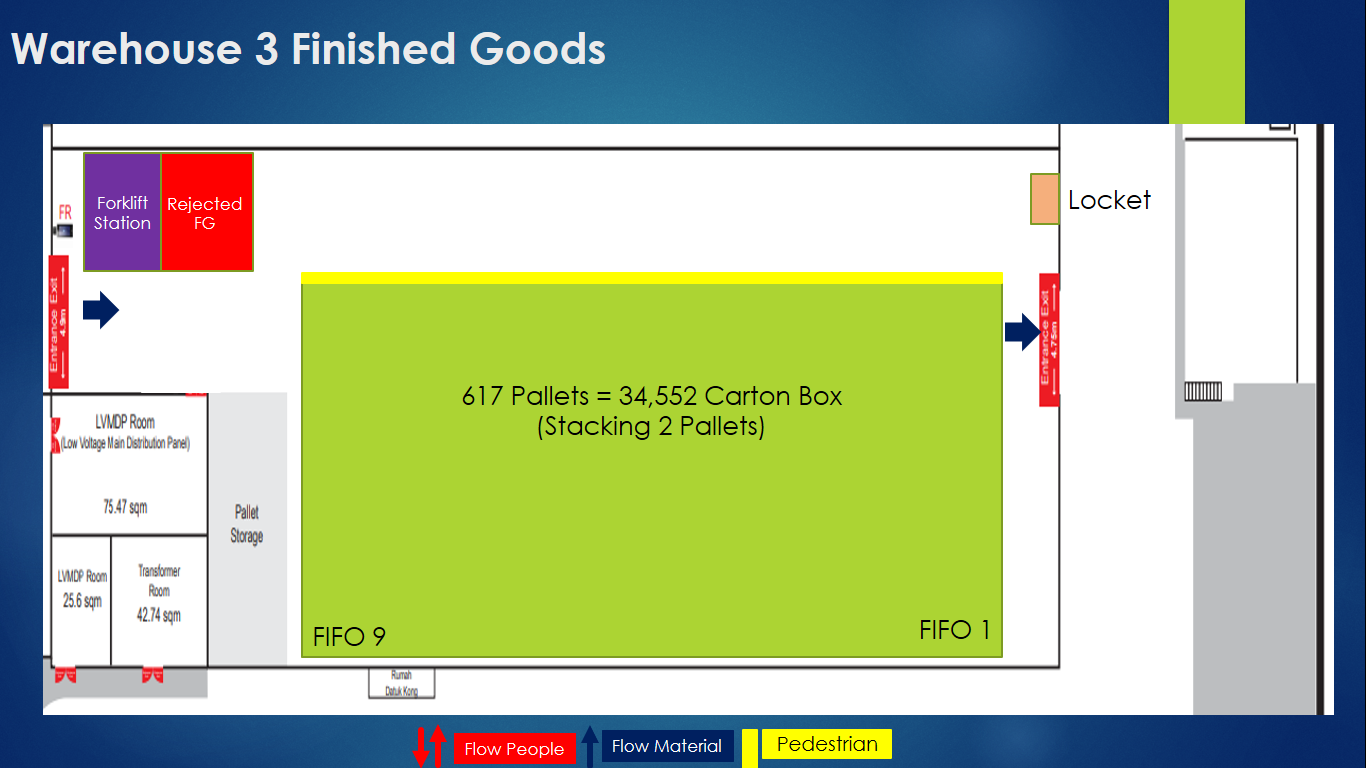 Warehouse 3 Finished Goods
FR
Forklift
Station
Rejected
FG
Locket
Entrance Exit
4.9m
Entrance Exit
4.75m
617 Pallets = 34,552 Carton Box
(Stacking 2 Pallets)
LVMDP Room
(Low Voltage Main Distribution Panel)
75.47 sqm
Pallet
Storage
LVMDP Room
25.6 sqm
Transformer
Room
42.74 sqm
FIFO 9
FIFO 1
Rumah
Datuk Kong
Flow People
Flow Material
Pedestrian